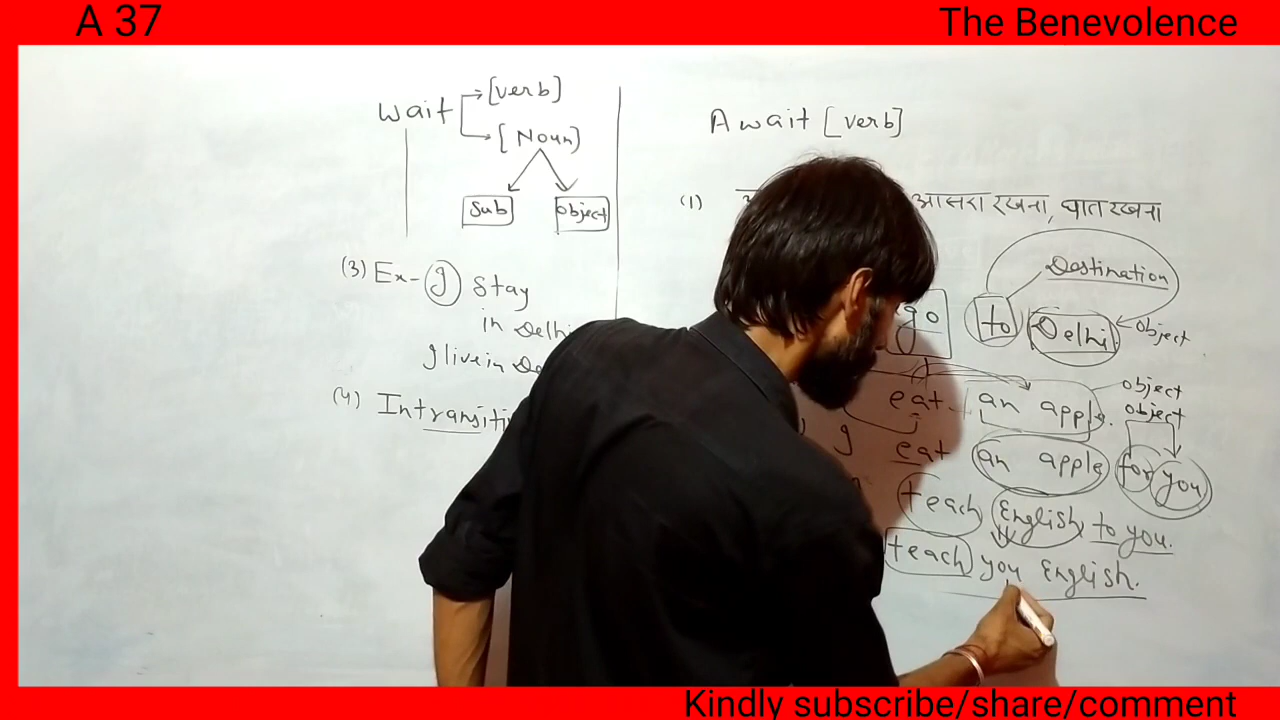 A 37
The Benevolence
wait
[verb]
[Noun]
sub
object
(3) Ex- g stay
in Delhi
g live in
(4)
Await [verb]
(1)
आसरा रखना, घात रखना
Destination
go to Delhi object
object
eat an apple.
object
g eat an apple for you
teach English to you.
teach you English.
Kindly subscribe/share/comment